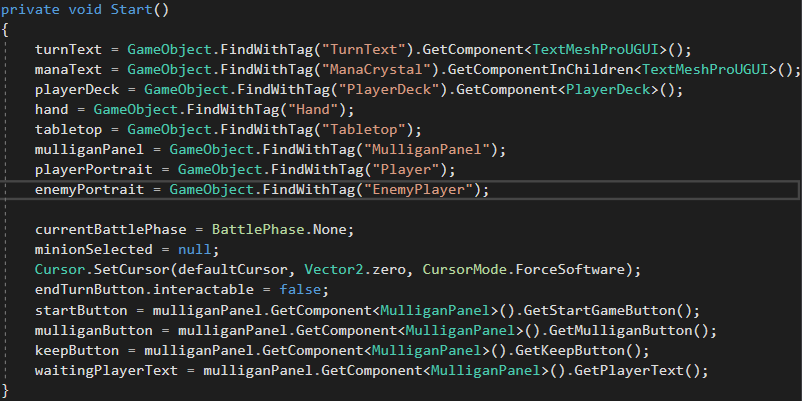 private void Start()
{
turnText = GameObject.FindWithTag("TurnText").GetComponent<TextMeshProUGUI>();
manaText = GameObject.FindWithTag("ManaCrystal").GetComponentInChildren<TextMeshProUGUI>();
playerDeck = GameObject.FindWithTag("PlayerDeck").GetComponent<PlayerDeck>();
hand = GameObject.FindWithTag("Hand");
tabletop = GameObject.FindWithTag("Tabletop");
mulliganPanel = GameObject.FindWithTag("MulliganPanel");
playerPortrait = GameObject.FindWithTag("Player");
enemyPortrait = GameObject.FindWithTag("EnemyPlayer");
currentBattlePhase = BattlePhase.None;
minionSelected = null;
Cursor.SetCursor(defaultCursor, Vector2.zero, CursorMode.ForceSoftware);
endTurnButton.interactable = false;
startButton = mulliganPanel.GetComponent<MulliganPanel>().GetStartGameButton();
mulliganButton = mulliganPanel.GetComponent<MulliganPanel>().GetMulliganButton();
keepButton = mulliganPanel.GetComponent<MulliganPanel>().GetKeepButton();
waitingPlayerText = mulliganPanel.GetComponent<MulliganPanel>().GetPlayerText();
}